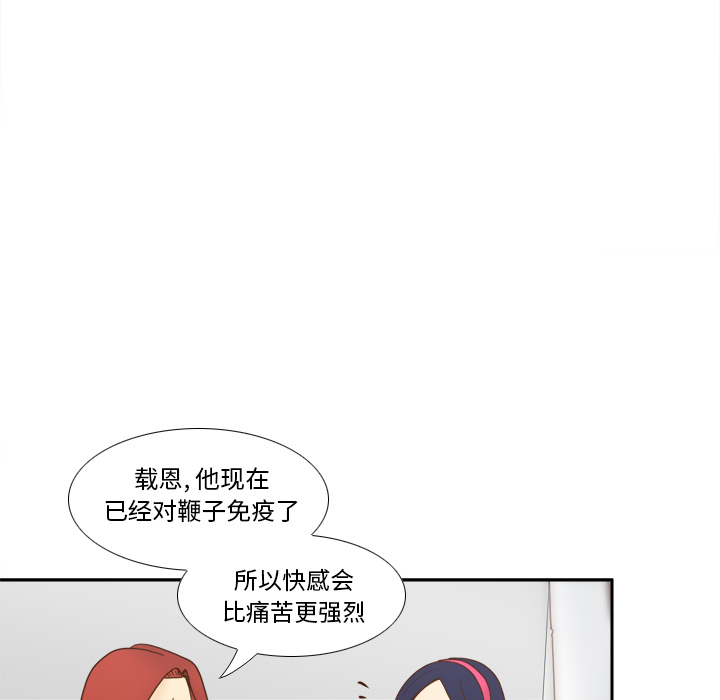 载恩，他现在
已经对鞭子免疫了
所以快感会
比痛苦更强烈